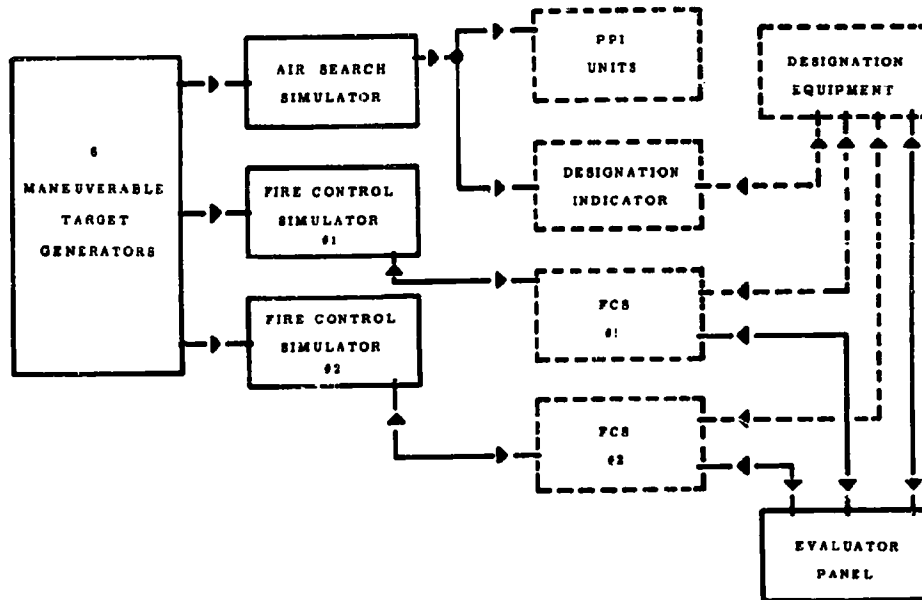 6
MANEUVERABLE
TARGET
GENERATORS
AIR SEARCH
SIMULATOR
FIRE CONTROL
SIMULATOR
#1
FIRE CONTROL
SIMULATOR
#2
PPI
UNITS
DESIGNATION
INDICATOR
FCS
#1
FCS
#2
DESIGNATION
EQUIPMENT
EVALUATOR
PANEL